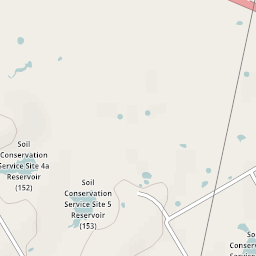 Soil
Conservation
Service Site 4a
Reservoir
(152)
Soil
Conservation
Service Site 5
Reservoir
(153)